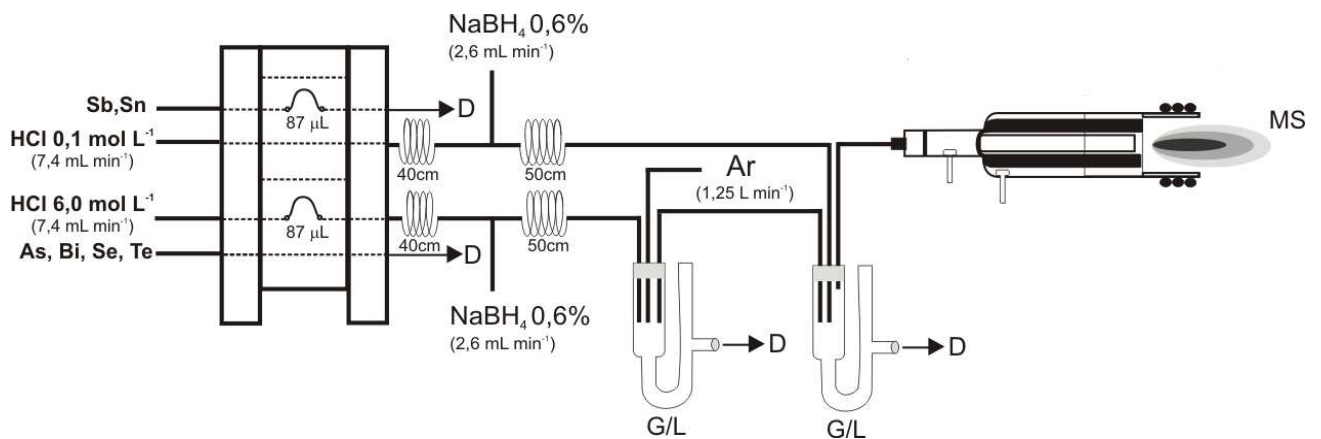 NaBH₄ 0,6%
(2,6 mL min⁻¹)
Sb,Sn
D
87 µL
HCl 0,1 mol L⁻¹
(7,4 mL min⁻¹)
40cm
50cm
MS
Ar
(1,25 L min⁻¹)
HCl 6,0 mol L⁻¹
(7,4 mL min⁻¹)
87 µL
40cm
50cm
As, Bi, Se, Te
D
NaBH₄ 0,6%
(2,6 mL min⁻¹)
D
D
G/L
G/L